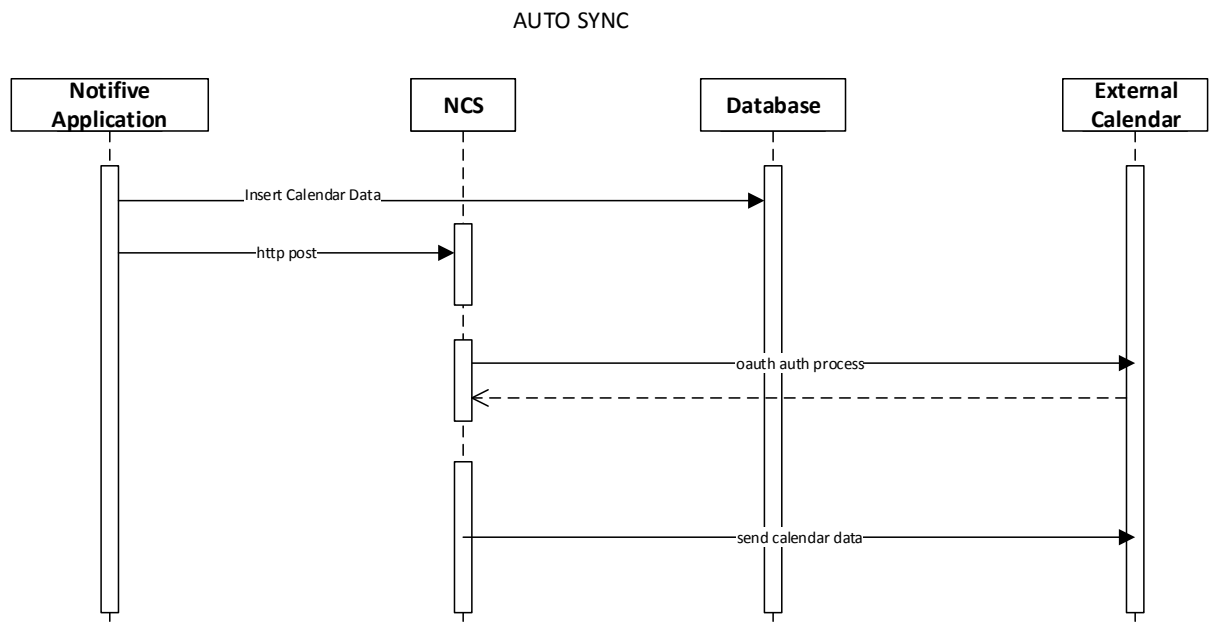 AUTO SYNC
Notifive
Application
NCS
Database
External
Calendar
Insert Calendar Data
http post
oauth auth process
send calendar data